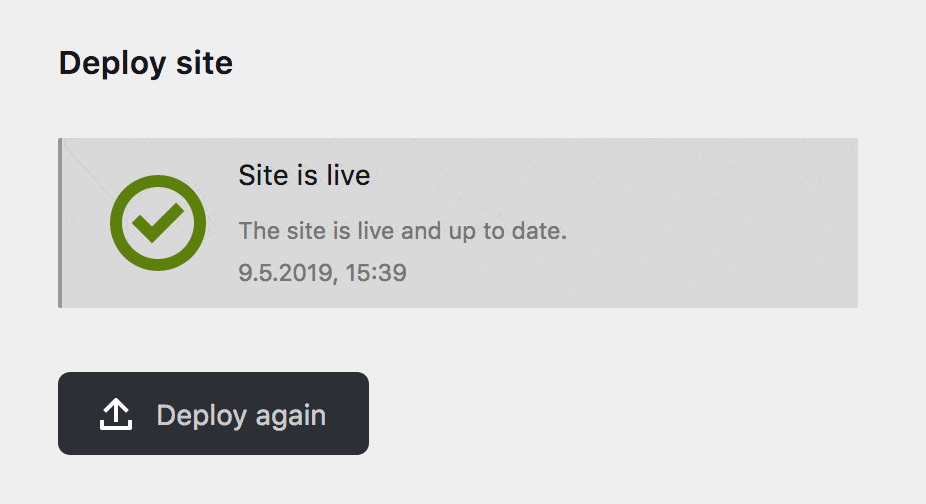 Deploy site
Site is live
The site is live and up to date.
9.5.2019, 15:39
Deploy again